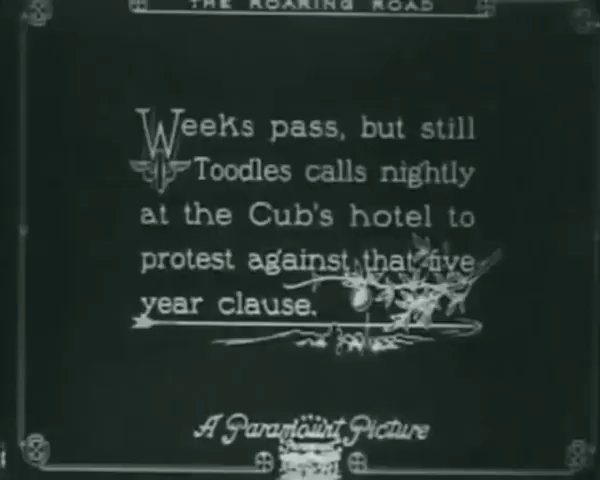 THE ROARING ROAD
Weeks pass, but still
Toodles calls nightly
at the Cub's hotel to
protest against that five
year clause.
A Paramount Picture